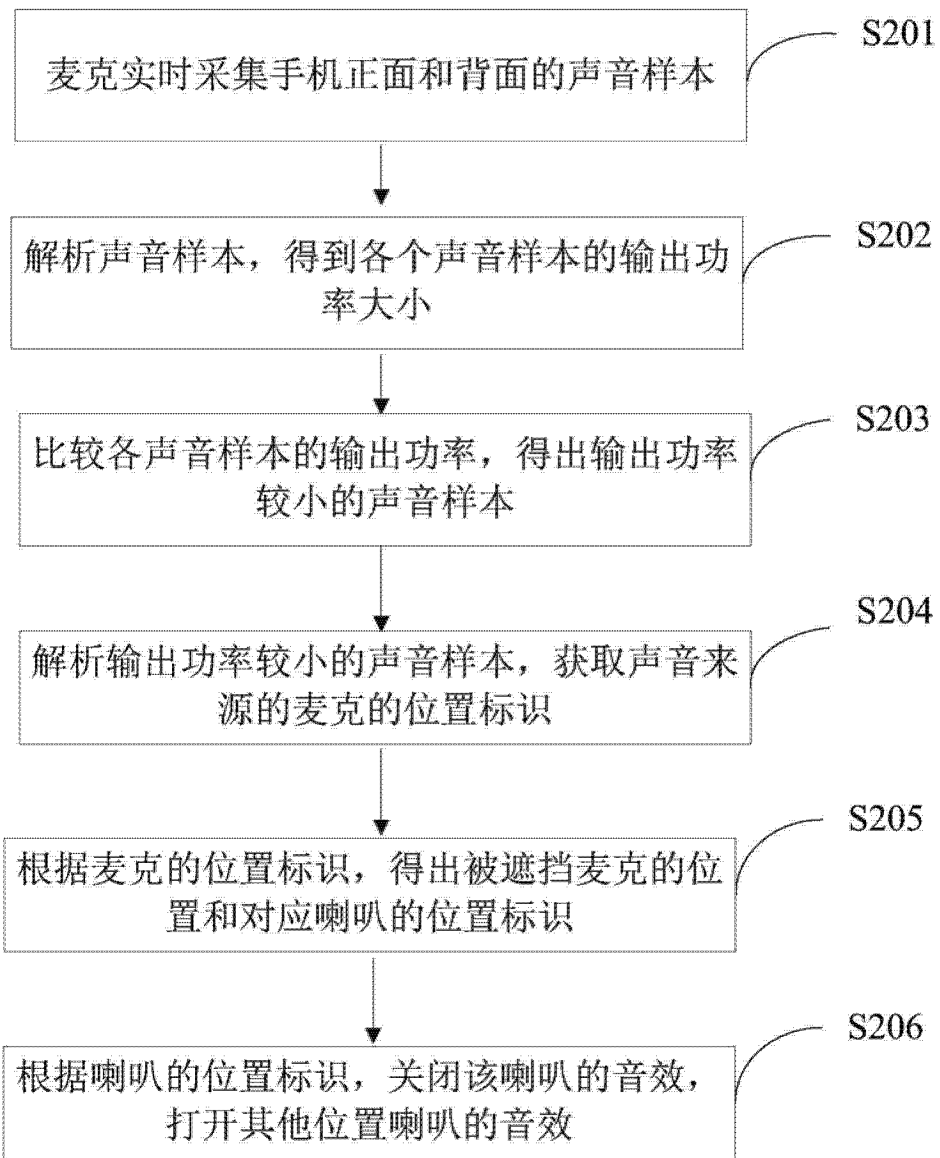 S201
麦克实时采集手机正面和背面的声音样本
S202
解析声音样本，得到各个声音样本的输出功
率大小
S203
比较各声音样本的输出功率，得出输出功率
较小的声音样本
S204
解析输出功率较小的声音样本，获取声音来
源的麦克的位置标识
S205
根据麦克的位置标识，得出被遮挡麦克的位
置和对应喇叭的位置标识
S206
根据喇叭的位置标识，关闭该喇叭的音效，
打开其他位置喇叭的音效